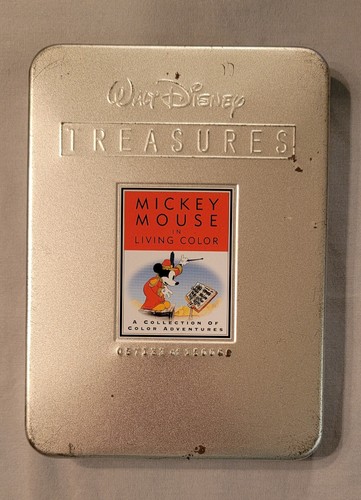 WALT DISNEY
TREASURES
MICKEY
MOUSE
IN
LIVING COLOR
A COLLECTION OF
COLOR ADVENTURES